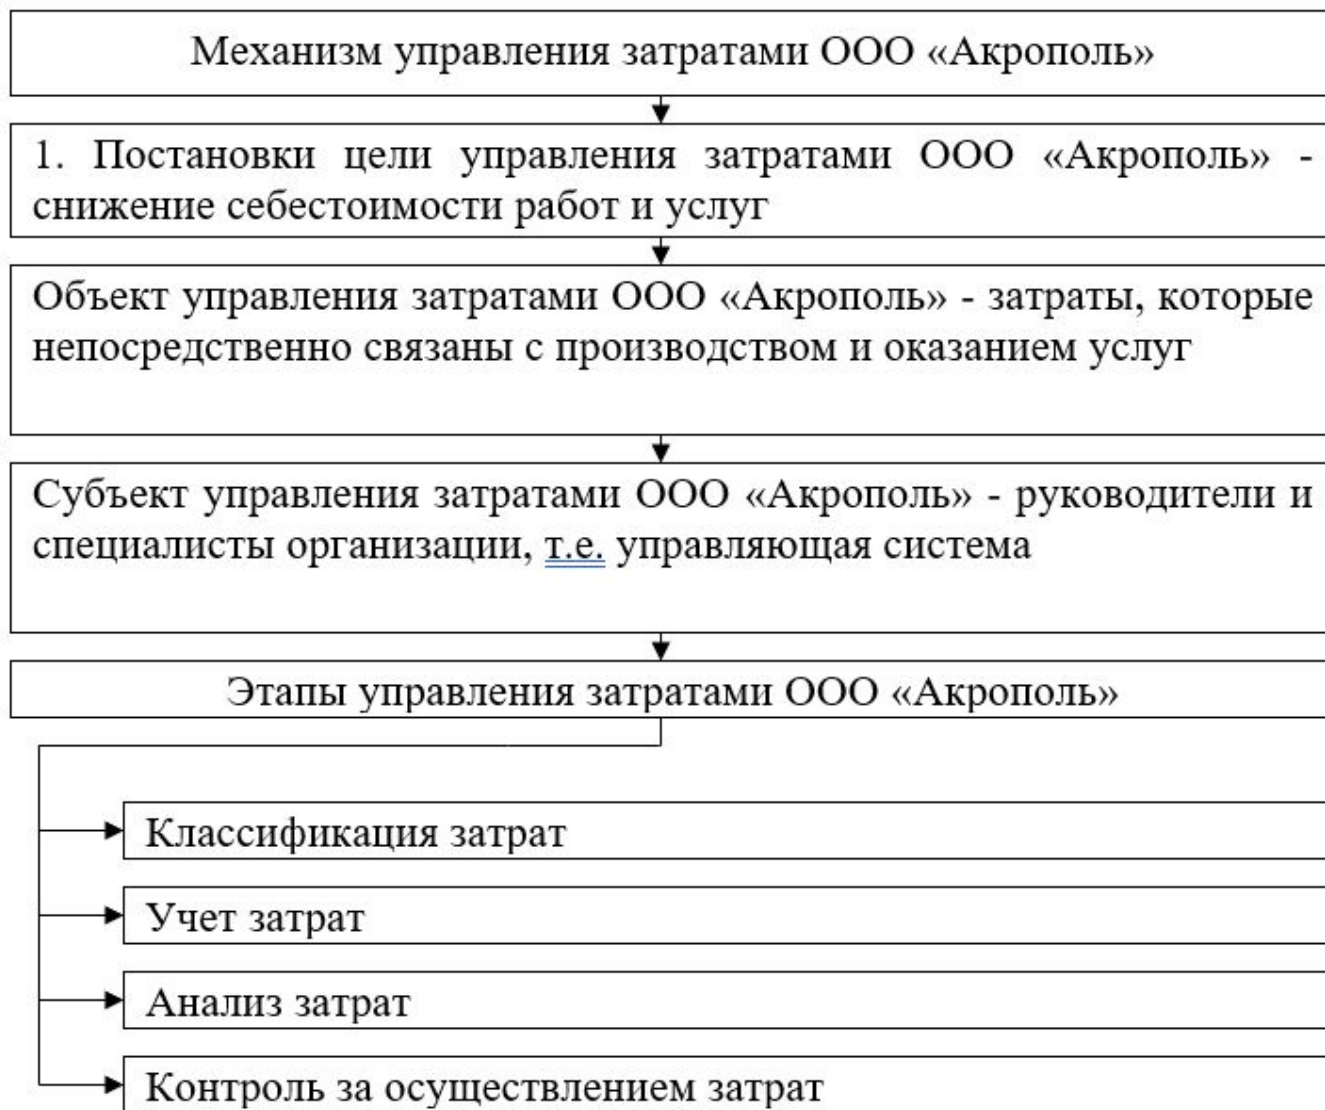 Механизм управления затратами ООО «Акрополь»
1. Постановки цели управления затратами ООО «Акрополь» -
снижение себестоимости работ и услуг
Объект управления затратами ООО «Акрополь» - затраты, которые
непосредственно связаны с производством и оказанием услуг
Субъект управления затратами ООО «Акрополь» - руководители и
специалисты организации, т.е. управляющая система
Этапы управления затратами ООО «Акрополь»
Классификация затрат
Учет затрат
Анализ затрат
Контроль за осуществлением затрат